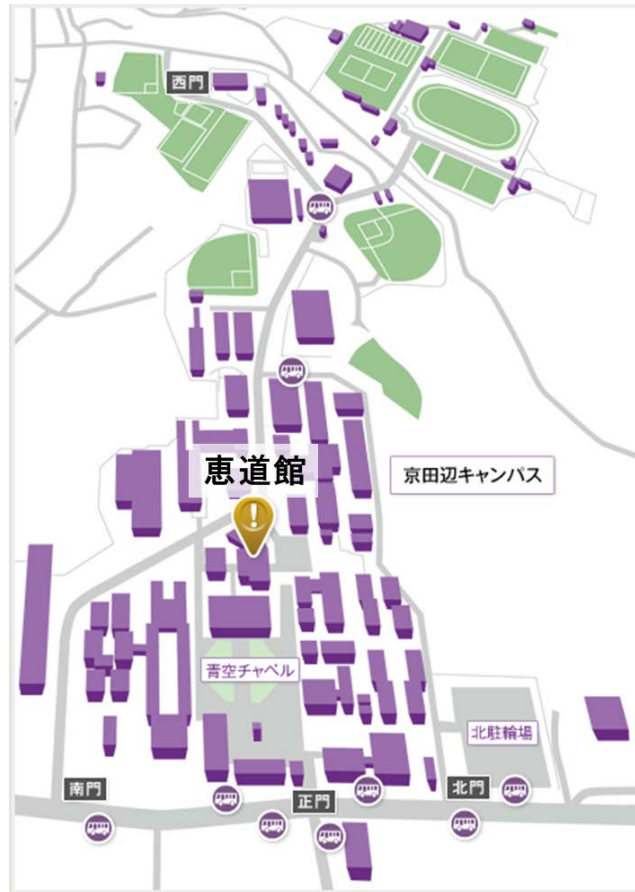 西門
恵道館
京田辺キャンパス
青空チャペル
北駐輪場
南門
正門
北門